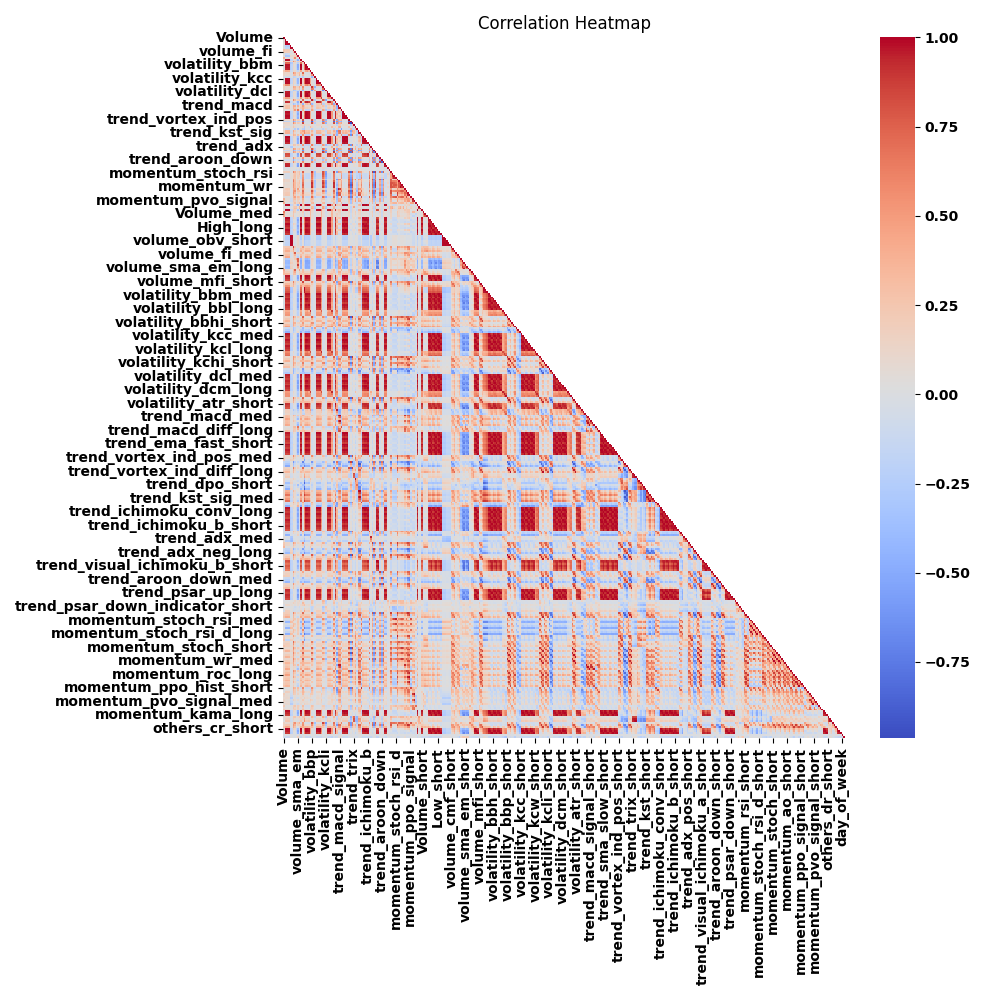 Correlation Heatmap
Volume
volume_fi
volatility_bbm
volatility_kcc
volatility_dcl
trend_macd
trend_vortex_ind_pos
trend_kst_sig
trend_adx
trend_aroon_down
momentum_stoch_rsi
momentum_wr
momentum_pvo_signal
Volume_med
High_long
volume_obv_short
volume_fi_med
volume_sma_em_long
volume_mfi_short
volatility_bbm_med
volatility_bbl_long
volatility_bbhi_short
volatility_kcc_med
volatility_kcl_long
volatility_kchi_short
volatility_dcl_med
volatility_dcm_long
volatility_atr_short
trend_macd_med
trend_macd_diff_long
trend_ema_fast_short
trend_vortex_ind_pos_med
trend_vortex_ind_diff_long
trend_dpo_short
trend_kst_sig_med
trend_ichimoku_conv_long
trend_ichimoku_b_short
trend_adx_med
trend_adx_neg_long
trend_visual_ichimoku_b_short
trend_aroon_down_med
trend_psar_up_long
trend_psar_down_indicator_short
momentum_stoch_rsi_med
momentum_stoch_rsi_d_long
momentum_stoch_short
momentum_wr_med
momentum_roc_long
momentum_ppo_hist_short
momentum_pvo_signal_med
momentum_kama_long
others_cr_short
Volume
volume_sma_em
volatility_bbp
volatility_kcli
trend_macd_signal
trend_trix
trend_ichimoku_b
trend_aroon_down
momentum_stoch_rsi_d
momentum_ppo_signal
Volume_short
Low_short
volume_cmf_short
volume_sma_em_short
volume_mfi_short
volatility_bbh_short
volatility_bbp_short
volatility_kcc_short
volatility_kcw_short
volatility_kcli_short
volatility_dcm_short
volatility_atr_short
trend_macd_signal_short
trend_sma_slow_short
trend_vortex_ind_pos_short
trend_trix_short
trend_kst_short
trend_ichimoku_conv_short
trend_ichimoku_b_short
trend_adx_pos_short
trend_visual_ichimoku_a_short
trend_aroon_down_short
trend_psar_down_short
momentum_rsi_short
momentum_stoch_rsi_d_short
momentum_stoch_short
momentum_ao_short
momentum_ppo_signal_short
momentum_pvo_signal_short
others_dr_short
day_of_week
1.00
0.75
0.50
0.25
0.00
−0.25
−0.50
−0.75